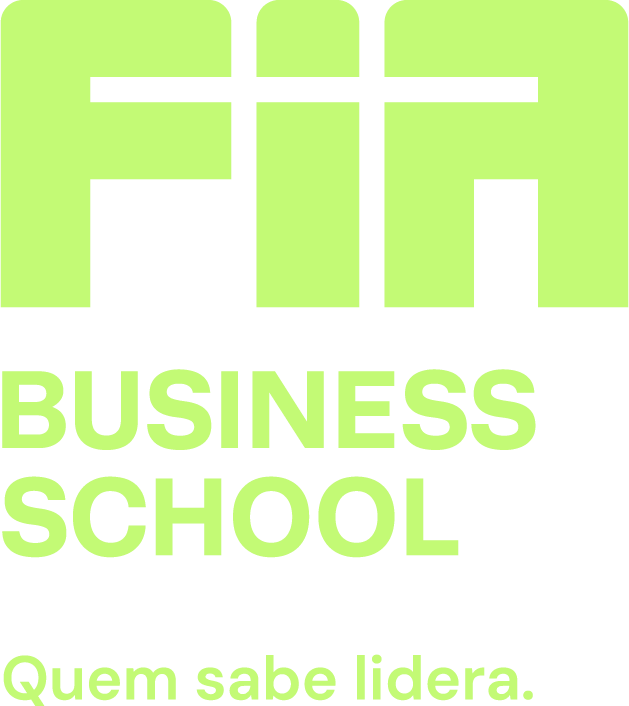 FIA
BUSINESS
SCHOOL
Quem sabe lidera.